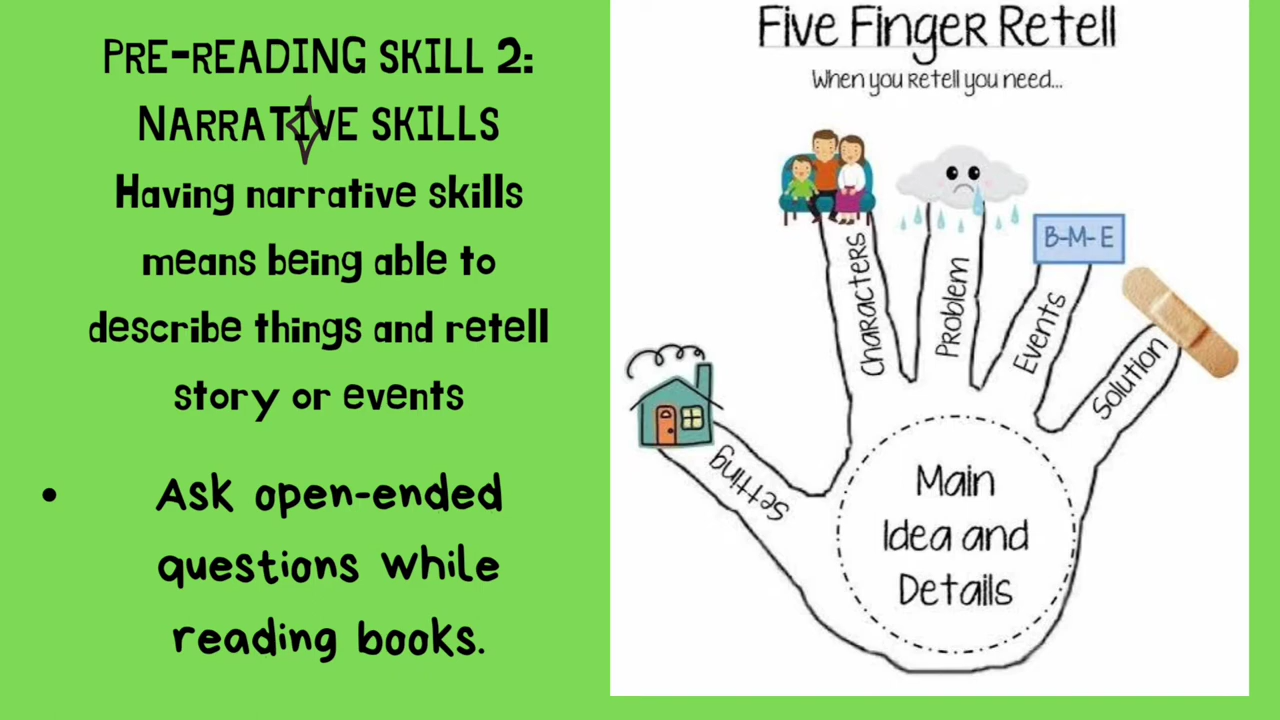 PRE-READING SKILL 2:
NARRATIVE SKILLS
Having narrative skills
means being able to
describe things and retell
story or events
• Ask open-ended
questions while
reading books.
Five Finger Retell
When you Retell you need...
Characters
Problem
B-M-E
Events
Solution
Setting
Main
Idea and
Details